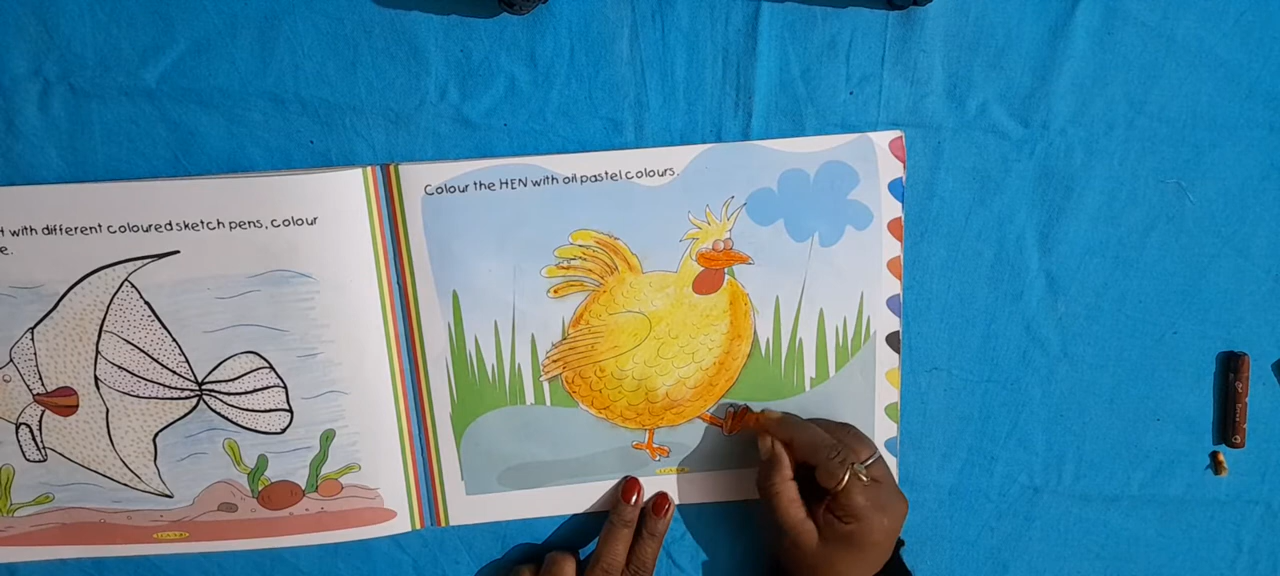 with different coloured sketch pens, colour
e.
Colour the HEN with oil pastel colours.